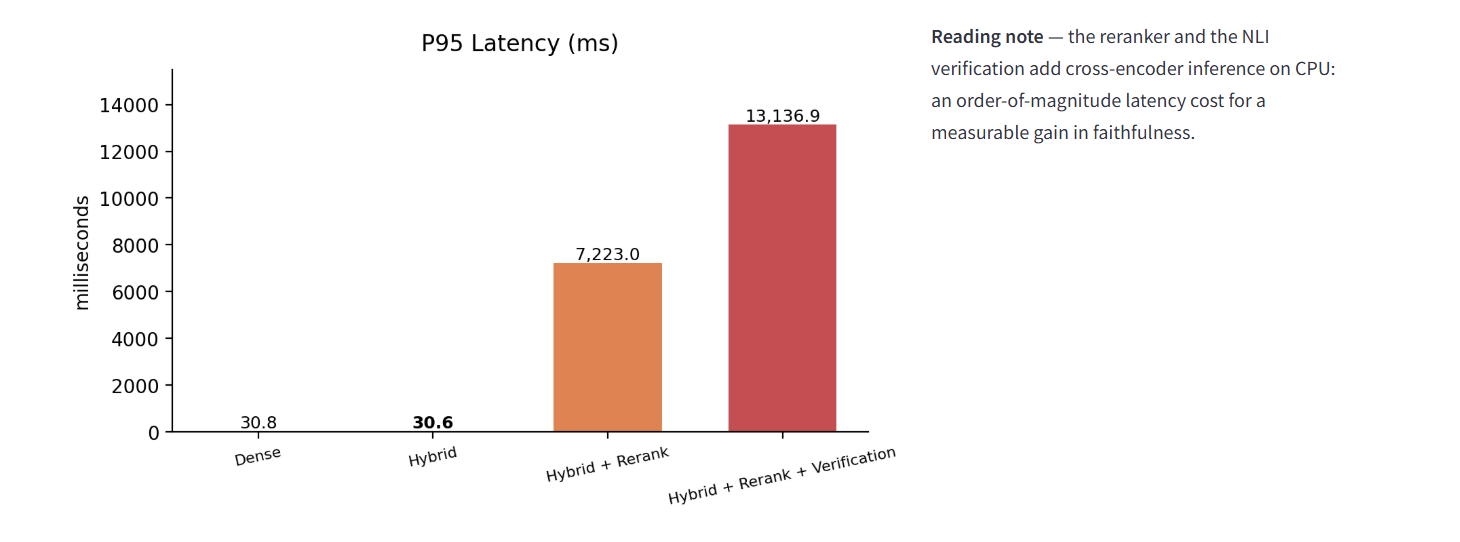 P95 Latency (ms)
milliseconds
14000
12000
10000
8000
6000
4000
2000
0
30.8
30.6
7,223.0
13,136.9
Dense
Hybrid
Hybrid + Rerank
Hybrid + Rerank + Verification
Reading note — the reranker and the NLI
verification add cross-encoder inference on CPU:
an order-of-magnitude latency cost for a
measurable gain in faithfulness.